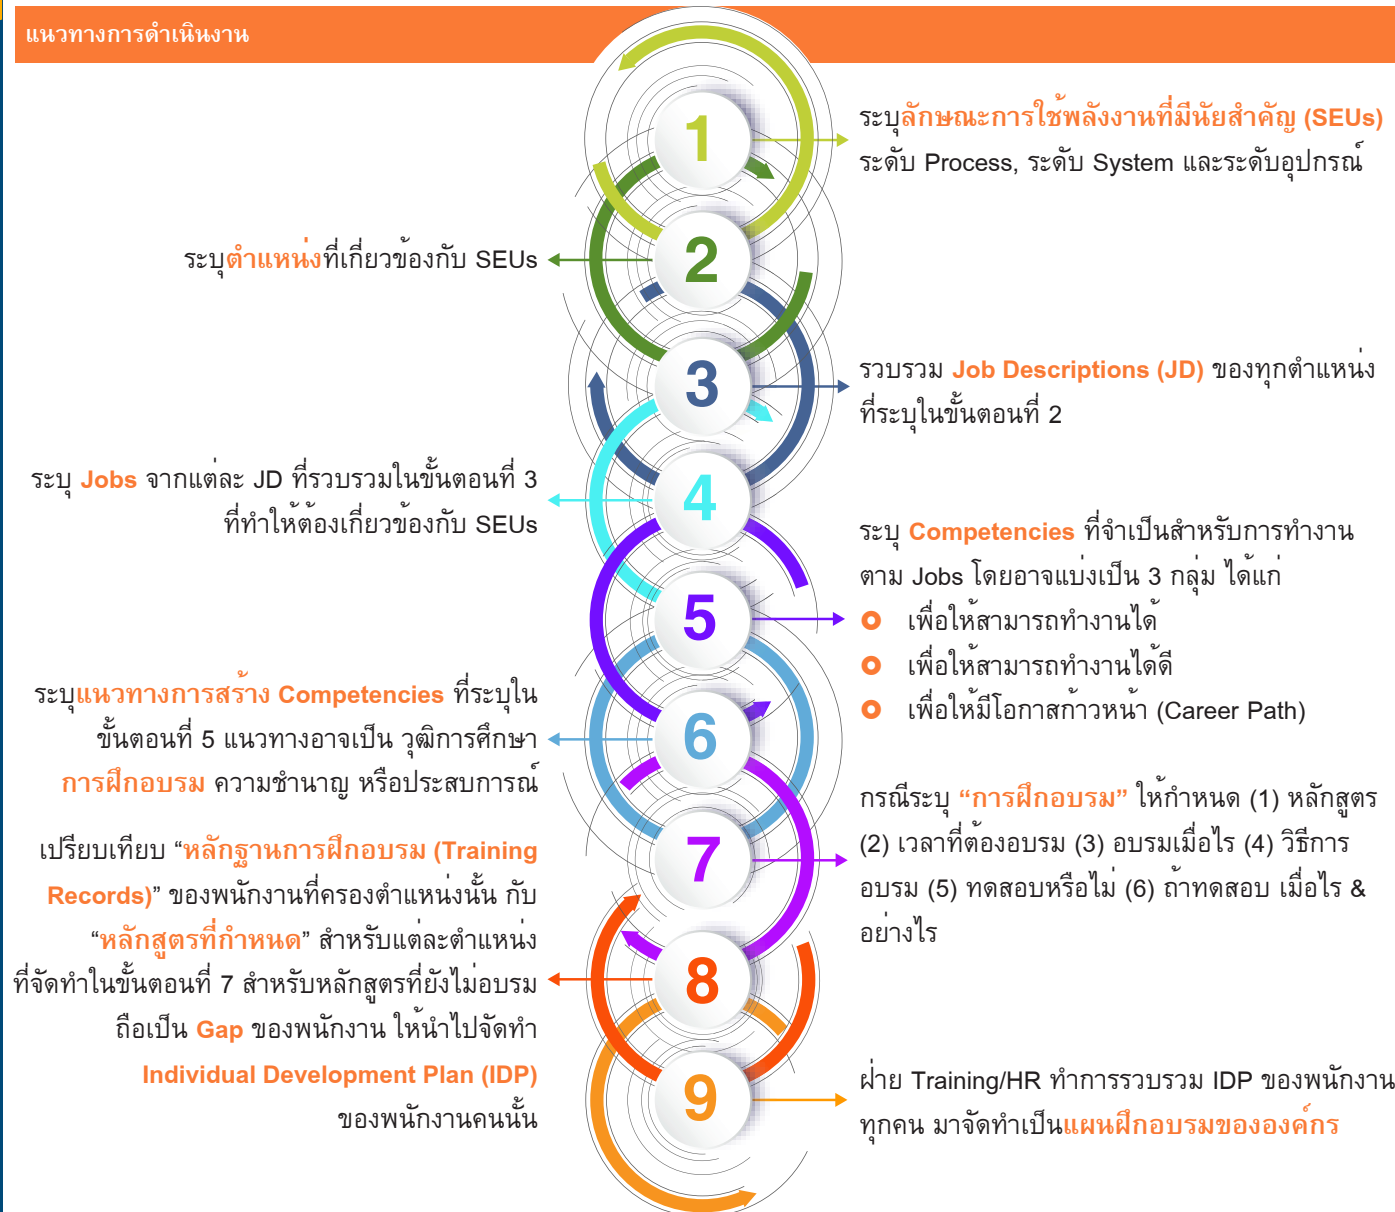 แนวทางการดำเนินงาน
1
ระบุลักษณะการใช้พลังงานที่มีนัยสำคัญ (SEUs)
ระดับ Process, ระดับ System และระดับอุปกรณ์
2
ระบุตำแหน่งที่เกี่ยวข้องกับ SEUs
3
รวบรวม Job Descriptions (JD) ของทุกตำแหน่ง
ที่ระบุในขั้นตอนที่ 2
4
ระบุ Jobs จากแต่ละ JD ที่รวบรวมในขั้นตอนที่ 3
ที่ทำให้ต้องเกี่ยวข้องกับ SEUs
5
ระบุ Competencies ที่จำเป็นสำหรับการทำงาน
ตาม Jobs โดยอาจแบ่งเป็น 3 กลุ่ม ได้แก่
เพื่อให้สามารถทำงานได้
เพื่อให้สามารถทำงานได้ดี
เพื่อให้มีโอกาสก้าวหน้า (Career Path)
6
ระบุแนวทางการสร้าง Competencies ที่ระบุใน
ขั้นตอนที่ 5 แนวทางอาจเป็น วุฒิการศึกษา
การฝึกอบรม ความชำนาญ หรือประสบการณ์
7
กรณีระบุ “การฝึกอบรม” ให้กำหนด (1) หลักสูตร
(2) เวลาที่ต้องอบรม (3) อบรมเมื่อไร (4) วิธีการ
อบรม (5) ทดสอบหรือไม่ (6) ถ้าทดสอบ เมื่อไร &
อย่างไร
8
เปรียบเทียบ “หลักฐานการฝึกอบรม (Training
Records)” ของพนักงานที่ครองตำแหน่งนั้น กับ
“หลักสูตรที่กำหนด” สำหรับแต่ละตำแหน่ง
ที่จัดทำในขั้นตอนที่ 7 สำหรับหลักสูตรที่ยังไม่อบรม
ถือเป็น Gap ของพนักงาน ให้นำไปจัดทำ
Individual Development Plan (IDP)
ของพนักงานคนนั้น
9
ฝ่าย Training/HR ทำการรวบรวม IDP ของพนักงาน
ทุกคน มาจัดทำเป็นแผนฝึกอบรมขององค์กร